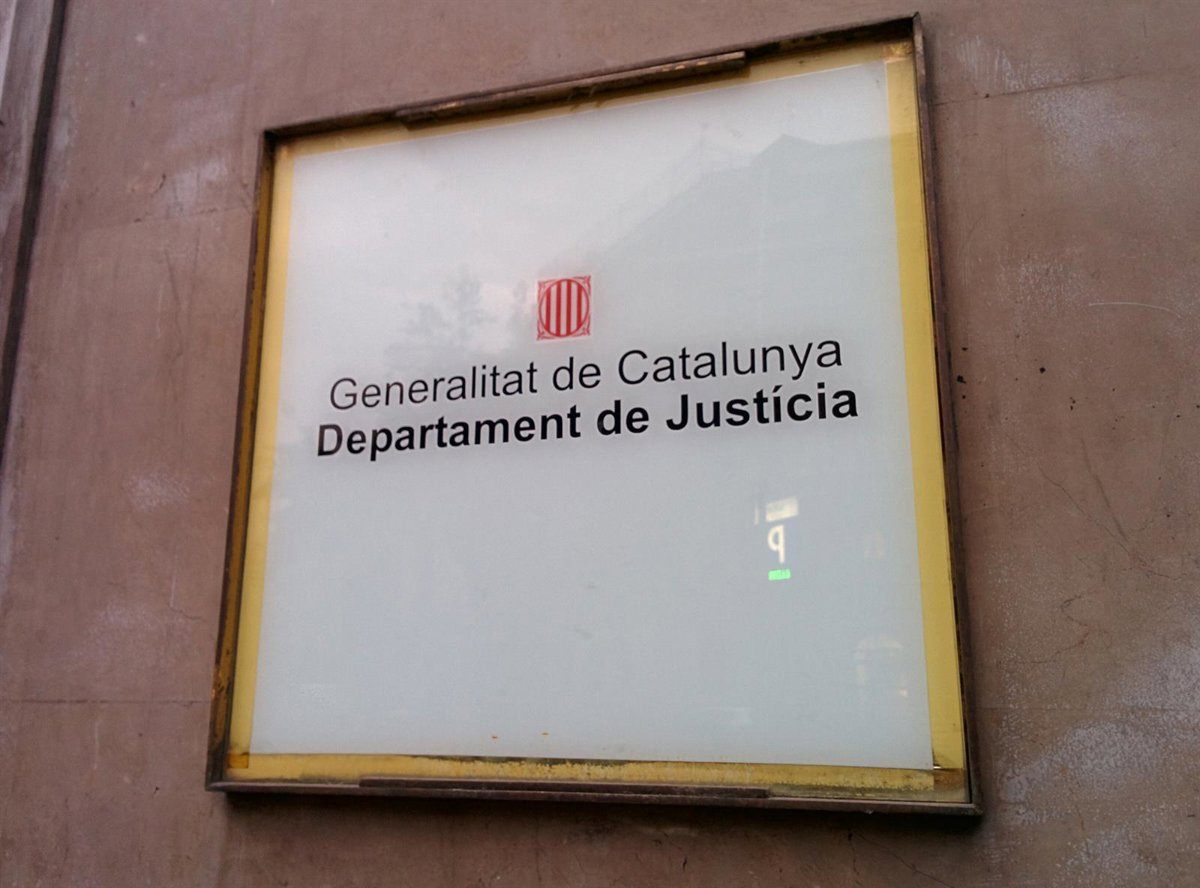 Generalitat de Catalunya
Departament de Justícia